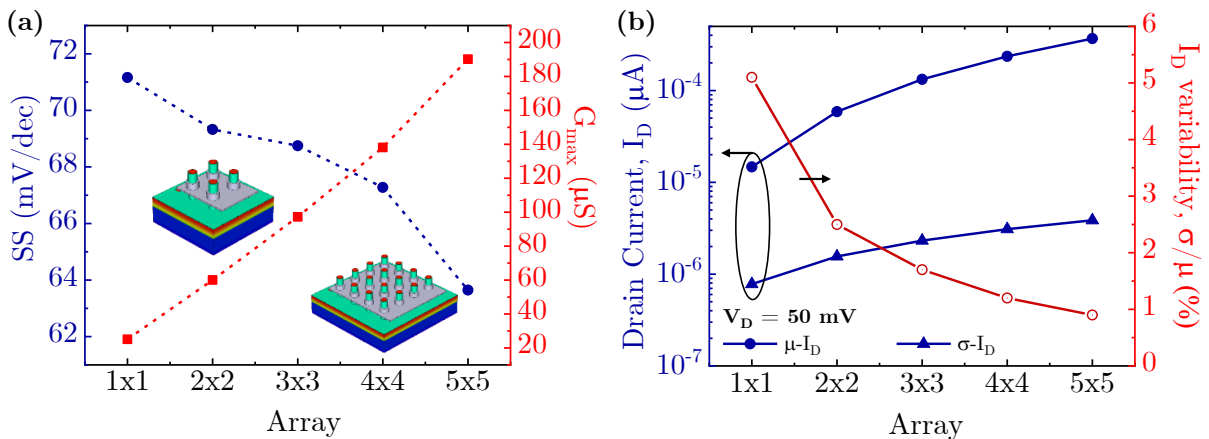 (a)
SS (mV/dec)
72
70
68
66
64
62
200
180
160
140
120
100
80
60
40
20
G_max (µS)
1x1 2x2 3x3 4x4 5x5
Array
(b)
Drain Current, I_D (µA)
10⁻⁴
10⁻⁵
10⁻⁶
10⁻⁷
6
5
4
3
2
1
0
I_D variability, σ/µ (%)
V_D = 50 mV
µ-I_D σ-I_D
1x1 2x2 3x3 4x4 5x5
Array